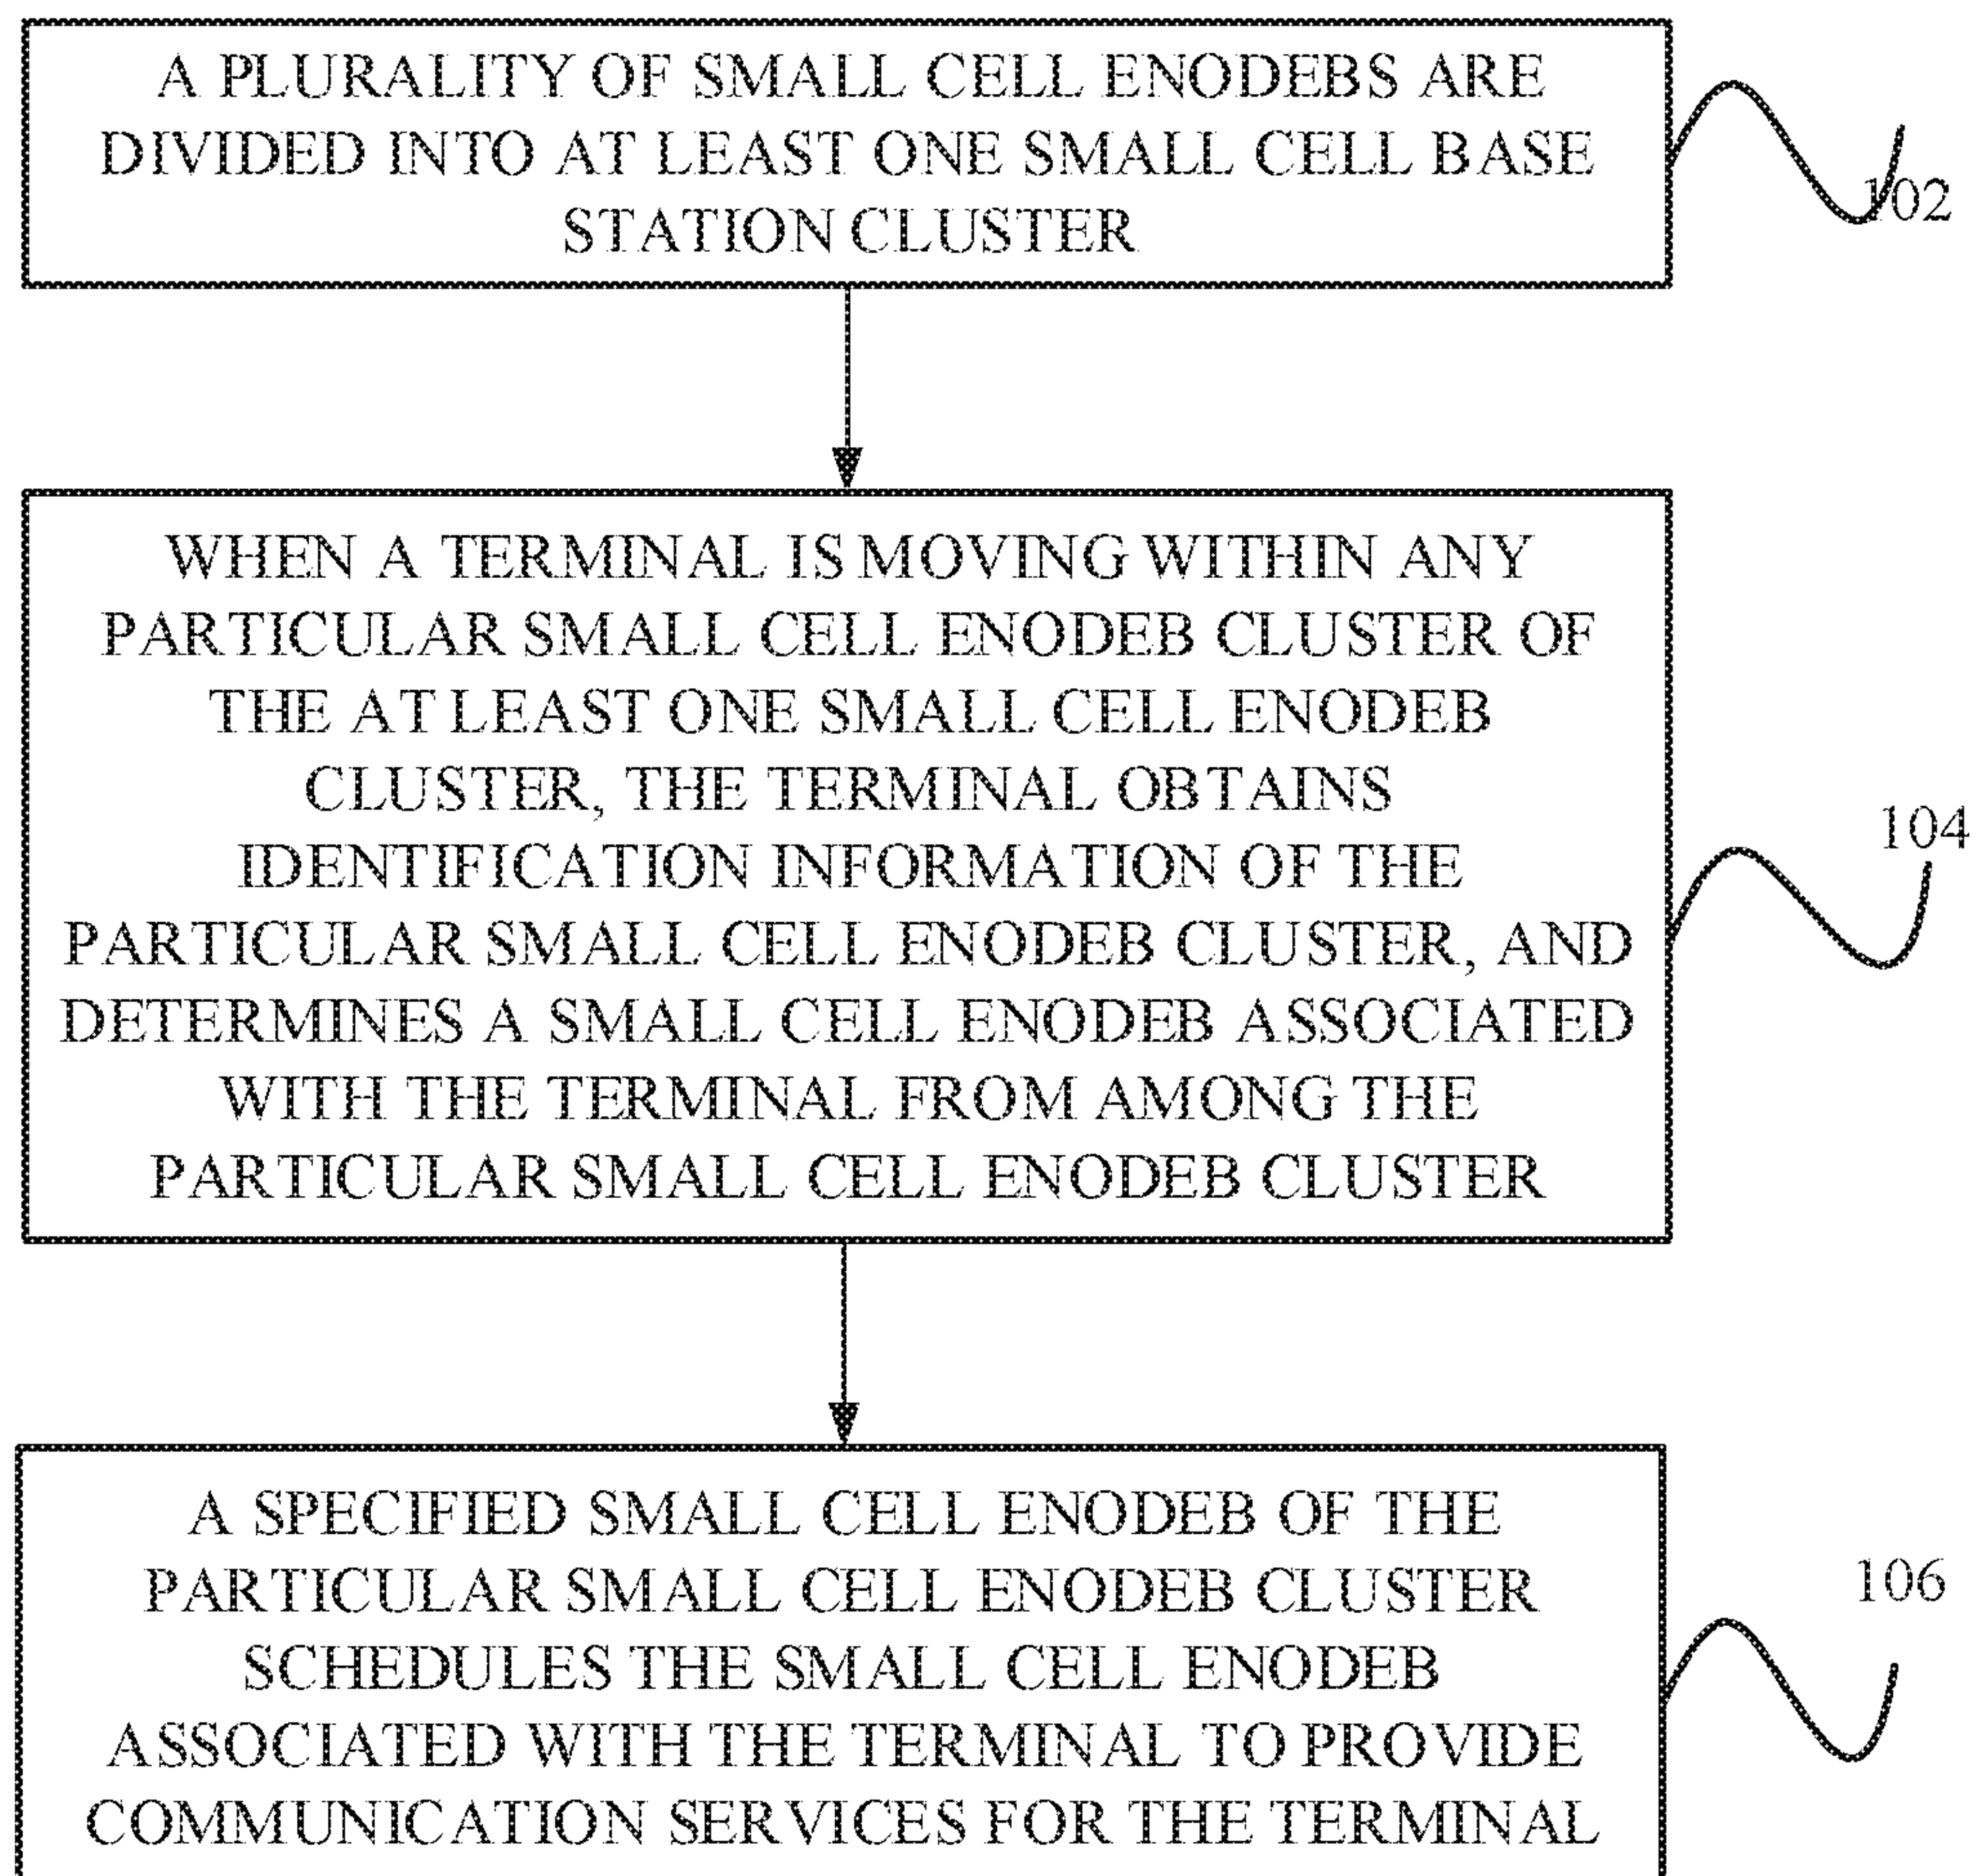 A PLURALITY OF SMALL CELL ENODEBS ARE
DIVIDED INTO AT LEAST ONE SMALL CELL BASE
STATION CLUSTER
102
WHEN A TERMINAL IS MOVING WITHIN ANY
PARTICULAR SMALL CELL ENODEB CLUSTER OF
THE AT LEAST ONE SMALL CELL ENODEB
CLUSTER, THE TERMINAL OBTAINS
IDENTIFICATION INFORMATION OF THE
PARTICULAR SMALL CELL ENODEB CLUSTER, AND
DETERMINES A SMALL CELL ENODEB ASSOCIATED
WITH THE TERMINAL FROM AMONG THE
PARTICULAR SMALL CELL ENODEB CLUSTER
104
A SPECIFIED SMALL CELL ENODEB OF THE
PARTICULAR SMALL CELL ENODEB CLUSTER
SCHEDULES THE SMALL CELL ENODEB
ASSOCIATED WITH THE TERMINAL TO PROVIDE
COMMUNICATION SERVICES FOR THE TERMINAL
106